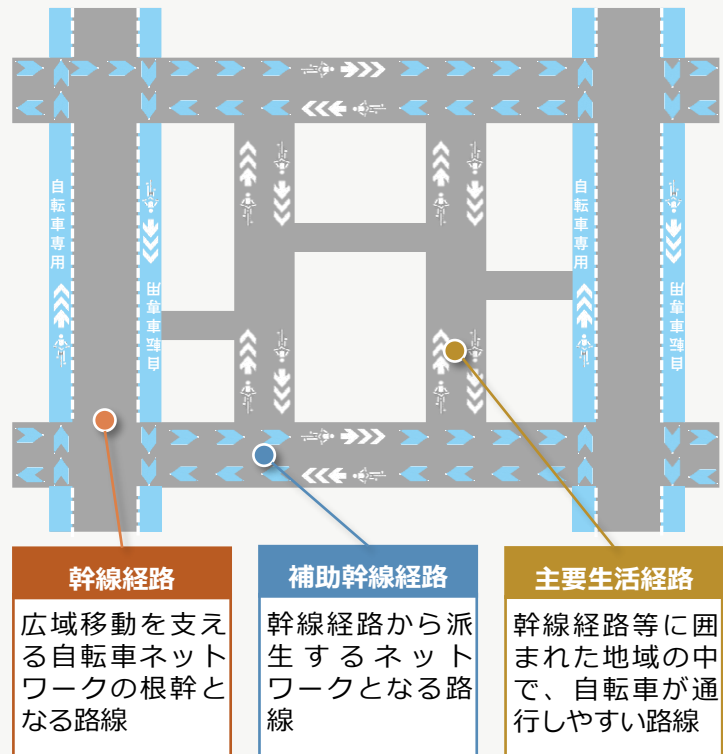 自転車専用
自転車専用
自転車専用
自転車専用
幹線経路
広域移動を支え
る自転車ネット
ワークの根幹と
なる路線
補助幹線経路
幹線経路から派
生するネット
ワークとなる路
線
主要生活経路
幹線経路等に囲
まれた地域の中
で、自転車が通
行しやすい路線